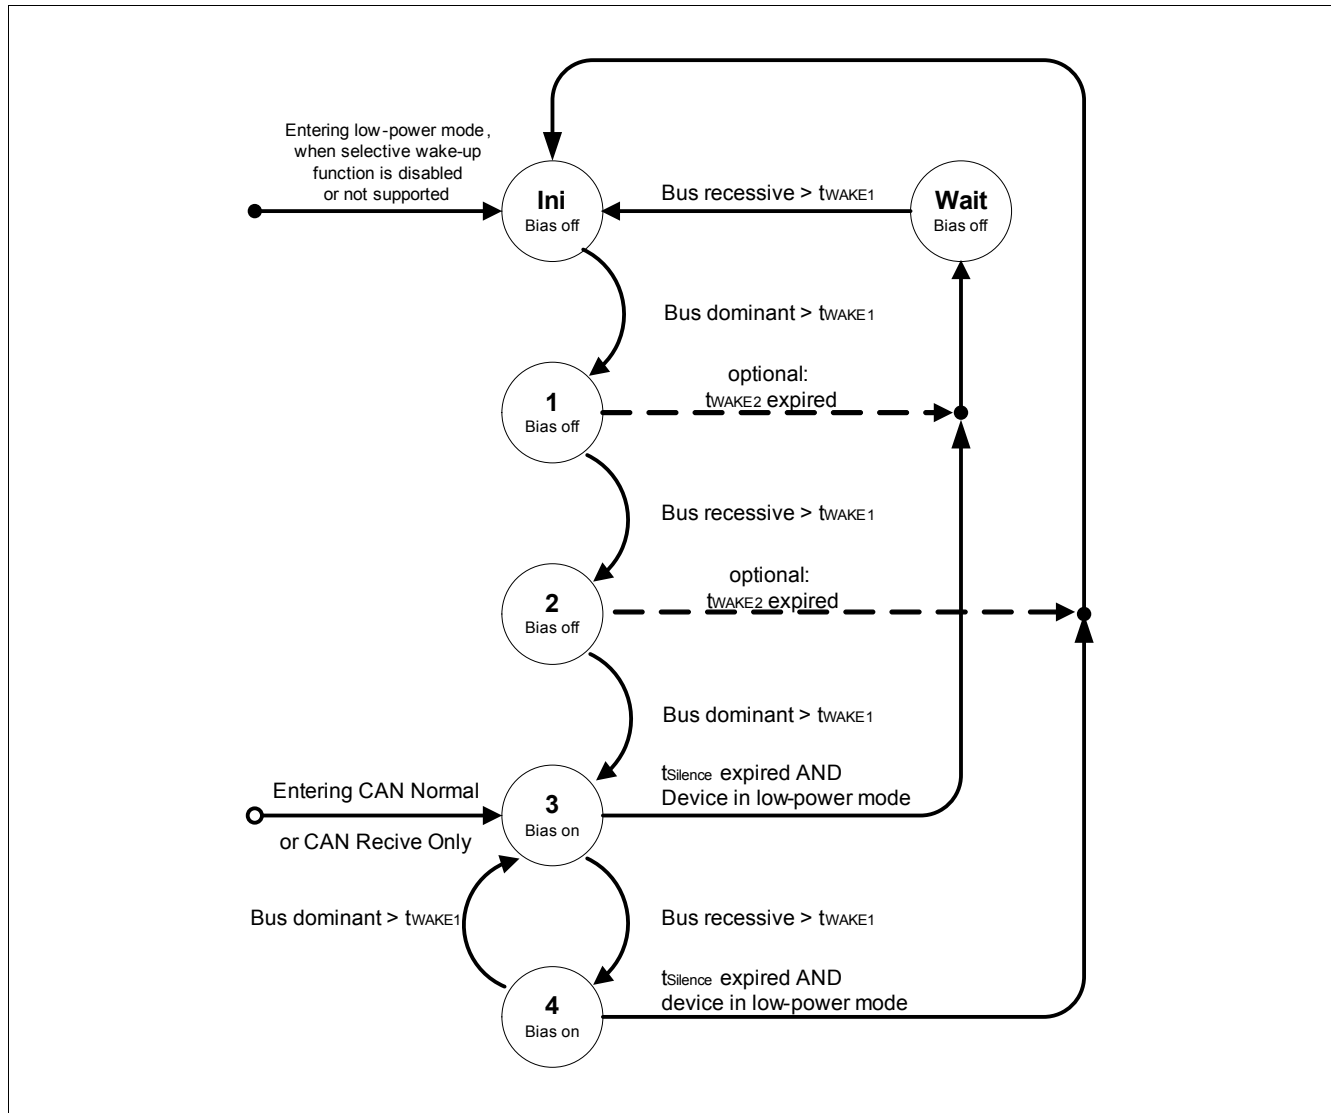 Entering low-power mode,
when selective wake-up
function is disabled
or not supported
Ini
Bias off
Bus recessive > tWAKE1
Wait
Bias off
Bus dominant > tWAKE1
optional:
tWAKE2 expired
1
Bias off
Bus recessive > tWAKE1
optional:
tWAKE2 expired
2
Bias off
Bus dominant > tWAKE1
tSilence expired AND
Device in low-power mode
Entering CAN Normal
or CAN Recive Only
3
Bias on
Bus dominant > tWAKE1
Bus recessive > tWAKE1
tSilence expired AND
device in low-power mode
4
Bias on